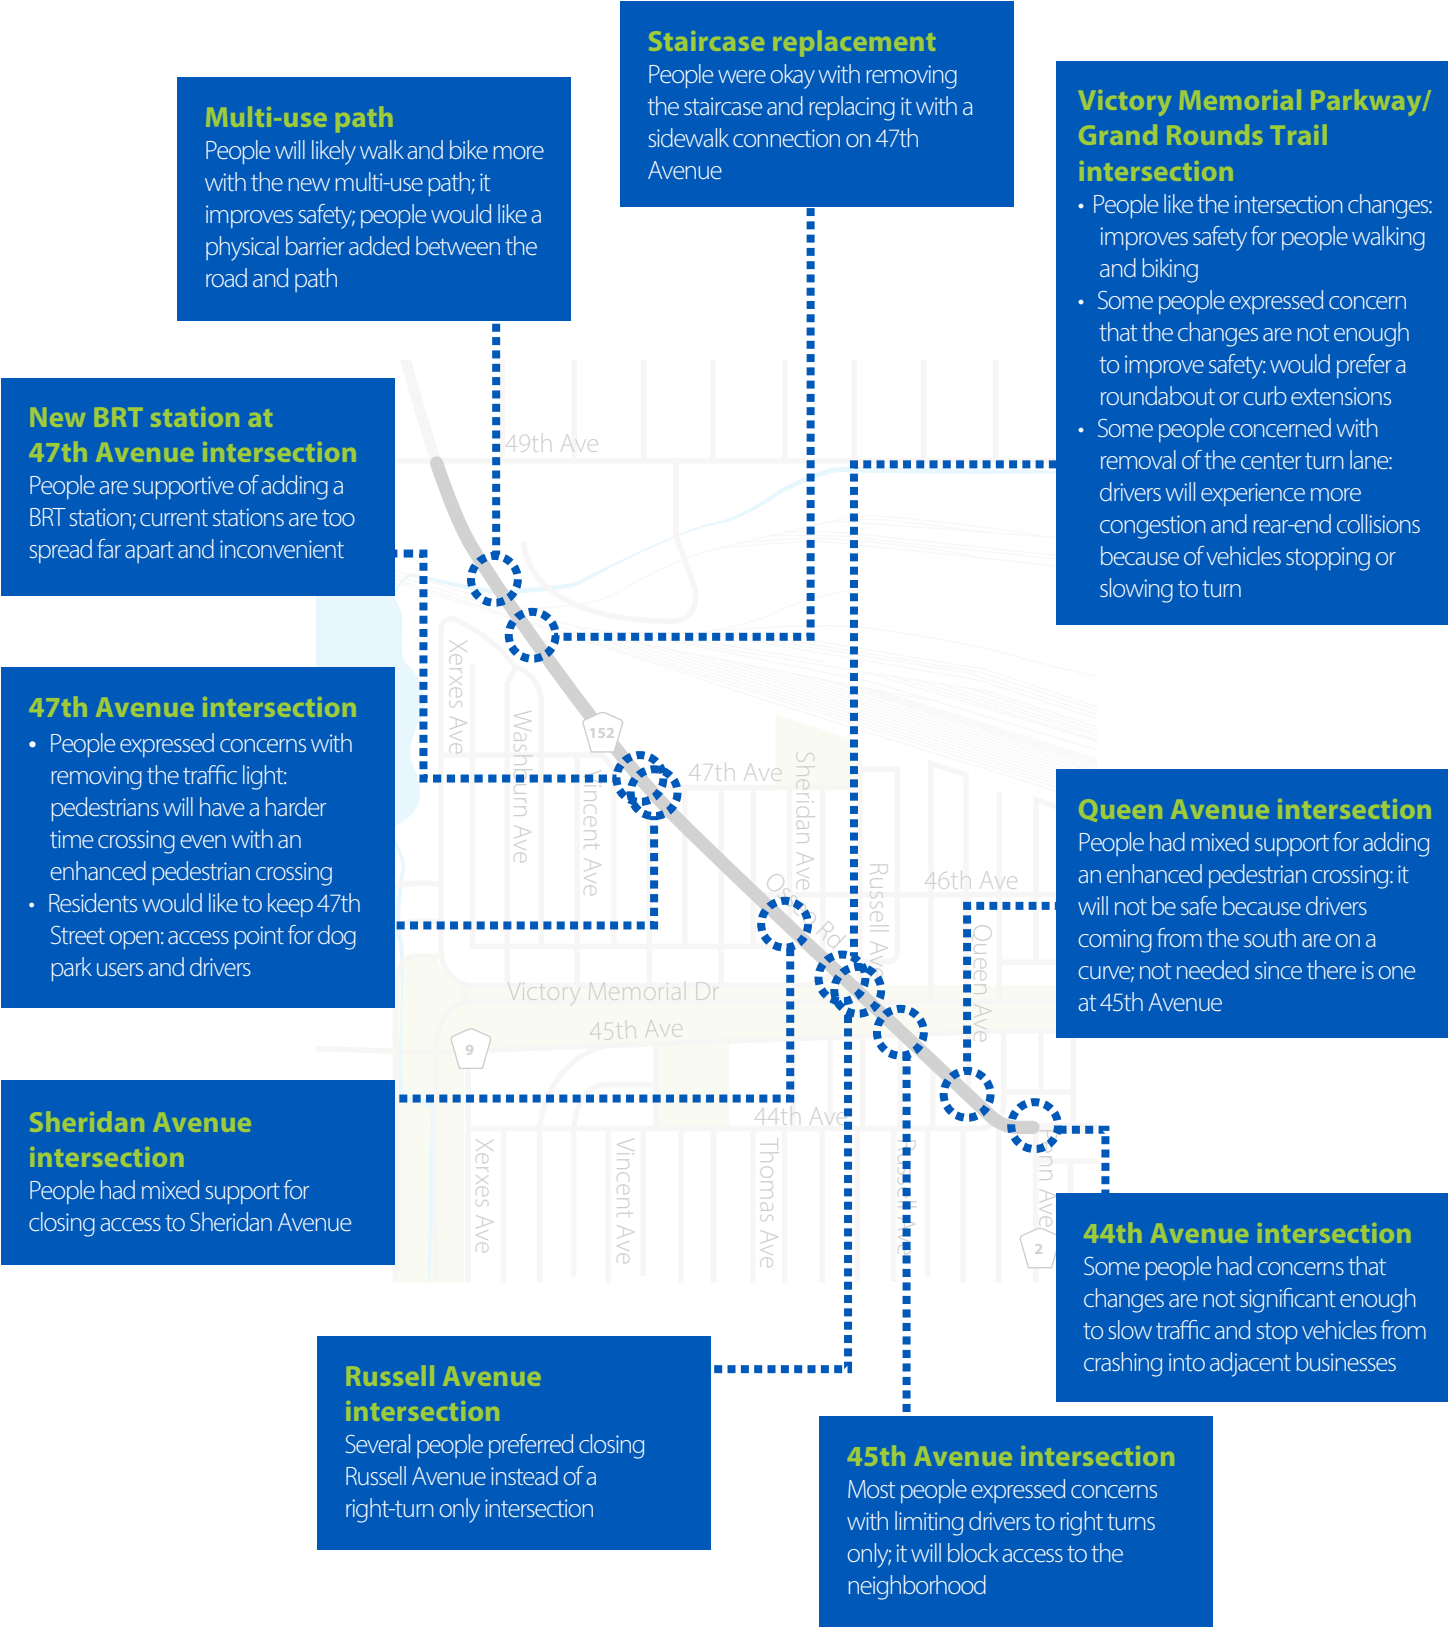 Staircase replacement
People were okay with removing
the staircase and replacing it with a
sidewalk connection on 47th
Avenue
Multi-use path
People will likely walk and bike more
with the new multi-use path; it
improves safety; people would like a
physical barrier added between the
road and path
Victory Memorial Parkway/
Grand Rounds Trail
intersection
• People like the intersection changes:
improves safety for people walking
and biking
• Some people expressed concern
that the changes are not enough
to improve safety: would prefer a
roundabout or curb extensions
• Some people concerned with
removal of the center turn lane:
drivers will experience more
congestion and rear-end collisions
because of vehicles stopping or
slowing to turn
New BRT station at
47th Avenue intersection
People are supportive of adding a
BRT station; current stations are too
spread far apart and inconvenient
47th Avenue intersection
• People expressed concerns with
removing the traffic light:
pedestrians will have a harder
time crossing even with an
enhanced pedestrian crossing
• Residents would like to keep 47th
Street open: access point for dog
park users and drivers
Queen Avenue intersection
People had mixed support for adding
an enhanced pedestrian crossing: it
will not be safe because drivers
coming from the south are on a
curve; not needed since there is one
at 45th Avenue
Sheridan Avenue
intersection
People had mixed support for
closing access to Sheridan Avenue
44th Avenue intersection
Some people had concerns that
changes are not significant enough
to slow traffic and stop vehicles from
crashing into adjacent businesses
Russell Avenue
intersection
Several people preferred closing
Russell Avenue instead of a
right-turn only intersection
45th Avenue intersection
Most people expressed concerns
with limiting drivers to right turns
only; it will block access to the
neighborhood
49th Ave
Xerxes Ave
Washburn Ave
152
Vincent Ave
47th Ave
Sheridan Ave
Osseo Rd
Russell Ave
46th Ave
Queen Ave
Victory Memorial Dr
45th Ave
9
44th Ave
Xerxes Ave
Vincent Ave
Thomas Ave
Russell Ave
Penn Ave
2